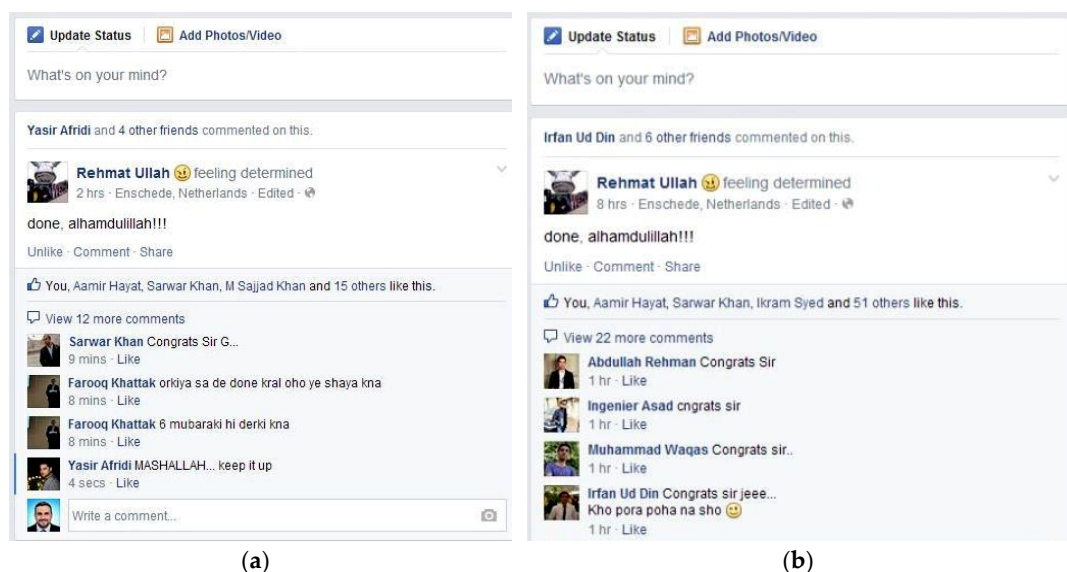 Update Status Add Photos/Video
What's on your mind?
Yasir Afridi and 4 other friends commented on this.
Rehmat Ullah feeling determined
2 hrs · Enschede, Netherlands · Edited ·
done, alhamdulillah!!!
Unlike · Comment · Share
You, Aamir Hayat, Sarwar Khan, M Sajjad Khan and 15 others like this.
View 12 more comments
Sarwar Khan Congrats Sir G...
9 mins · Like
Farooq Khattak orkiya sa de done kral oho ye shaya kna
8 mins · Like
Farooq Khattak 6 mubaraki hi derki kna
8 mins · Like
Yasir Afridi MASHALLAH... keep it up
4 secs · Like
Write a comment...
(a)
Update Status Add Photos/Video
What's on your mind?
Irfan Ud Din and 6 other friends commented on this.
Rehmat Ullah feeling determined
8 hrs · Enschede, Netherlands · Edited ·
done, alhamdulillah!!!
Unlike · Comment · Share
You, Aamir Hayat, Sarwar Khan, Ikram Syed and 51 others like this.
View 22 more comments
Abdullah Rehman Congrats Sir
1 hr · Like
Ingenier Asad cngrats sir
1 hr · Like
Muhammad Waqas Congrats sir..
1 hr · Like
Irfan Ud Din Congrats sir jeee...
Kho pora poha na sho
1 hr · Like
(b)